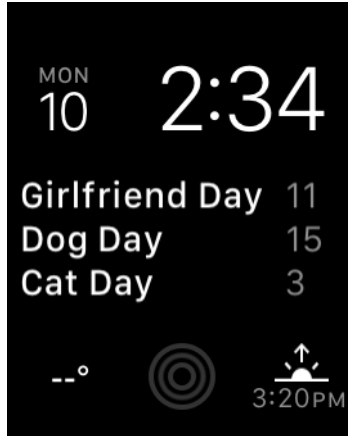 MON
10
2:34
Girlfriend Day 11
Dog Day 15
Cat Day 3
--°
3:20PM